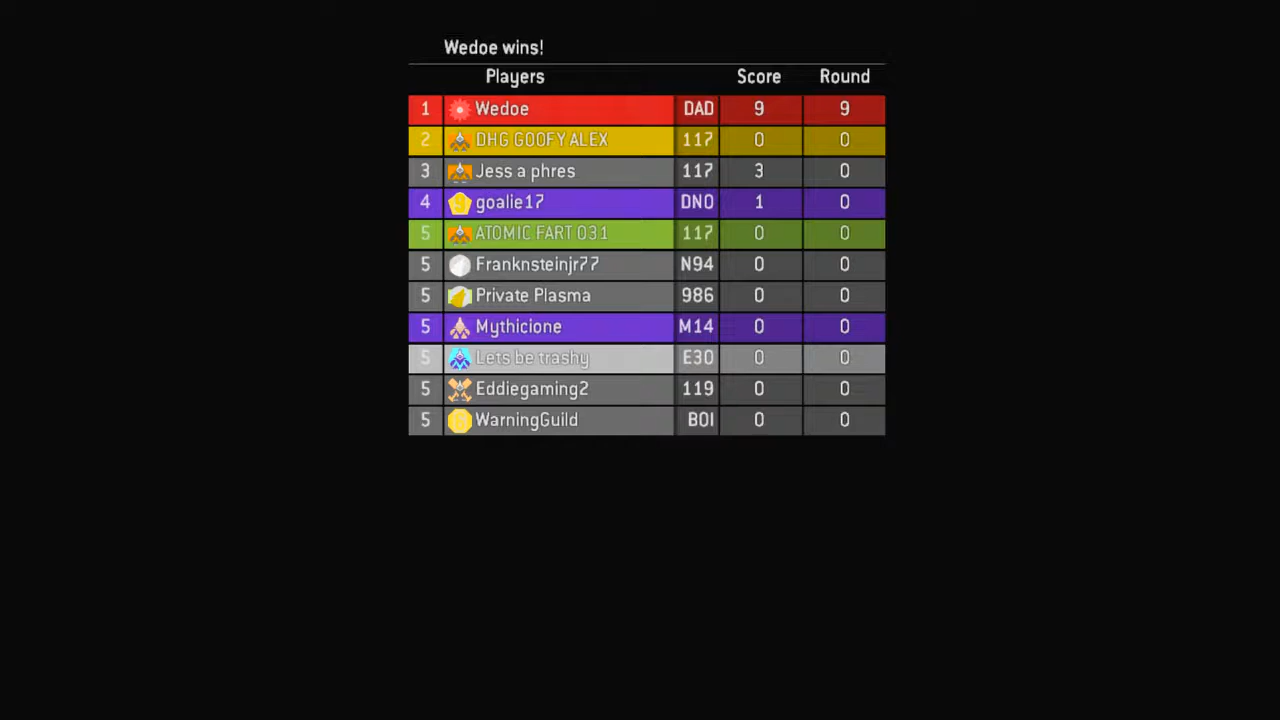 Wedoe wins!
Players Score Round
1 Wedoe DAD 9 9
2 DHG GOOFY ALEX 117 0 0
3 Jess a phres 117 3 0
4 goalie17 DNO 1 0
5 ATOMIC FART 031 117 0 0
5 Franknsteinjr77 N94 0 0
5 Private Plasma 986 0 0
5 Mythicione M14 0 0
5 Lets be trashy E30 0 0
5 Eddiegaming2 119 0 0
5 WarningGuild BOI 0 0